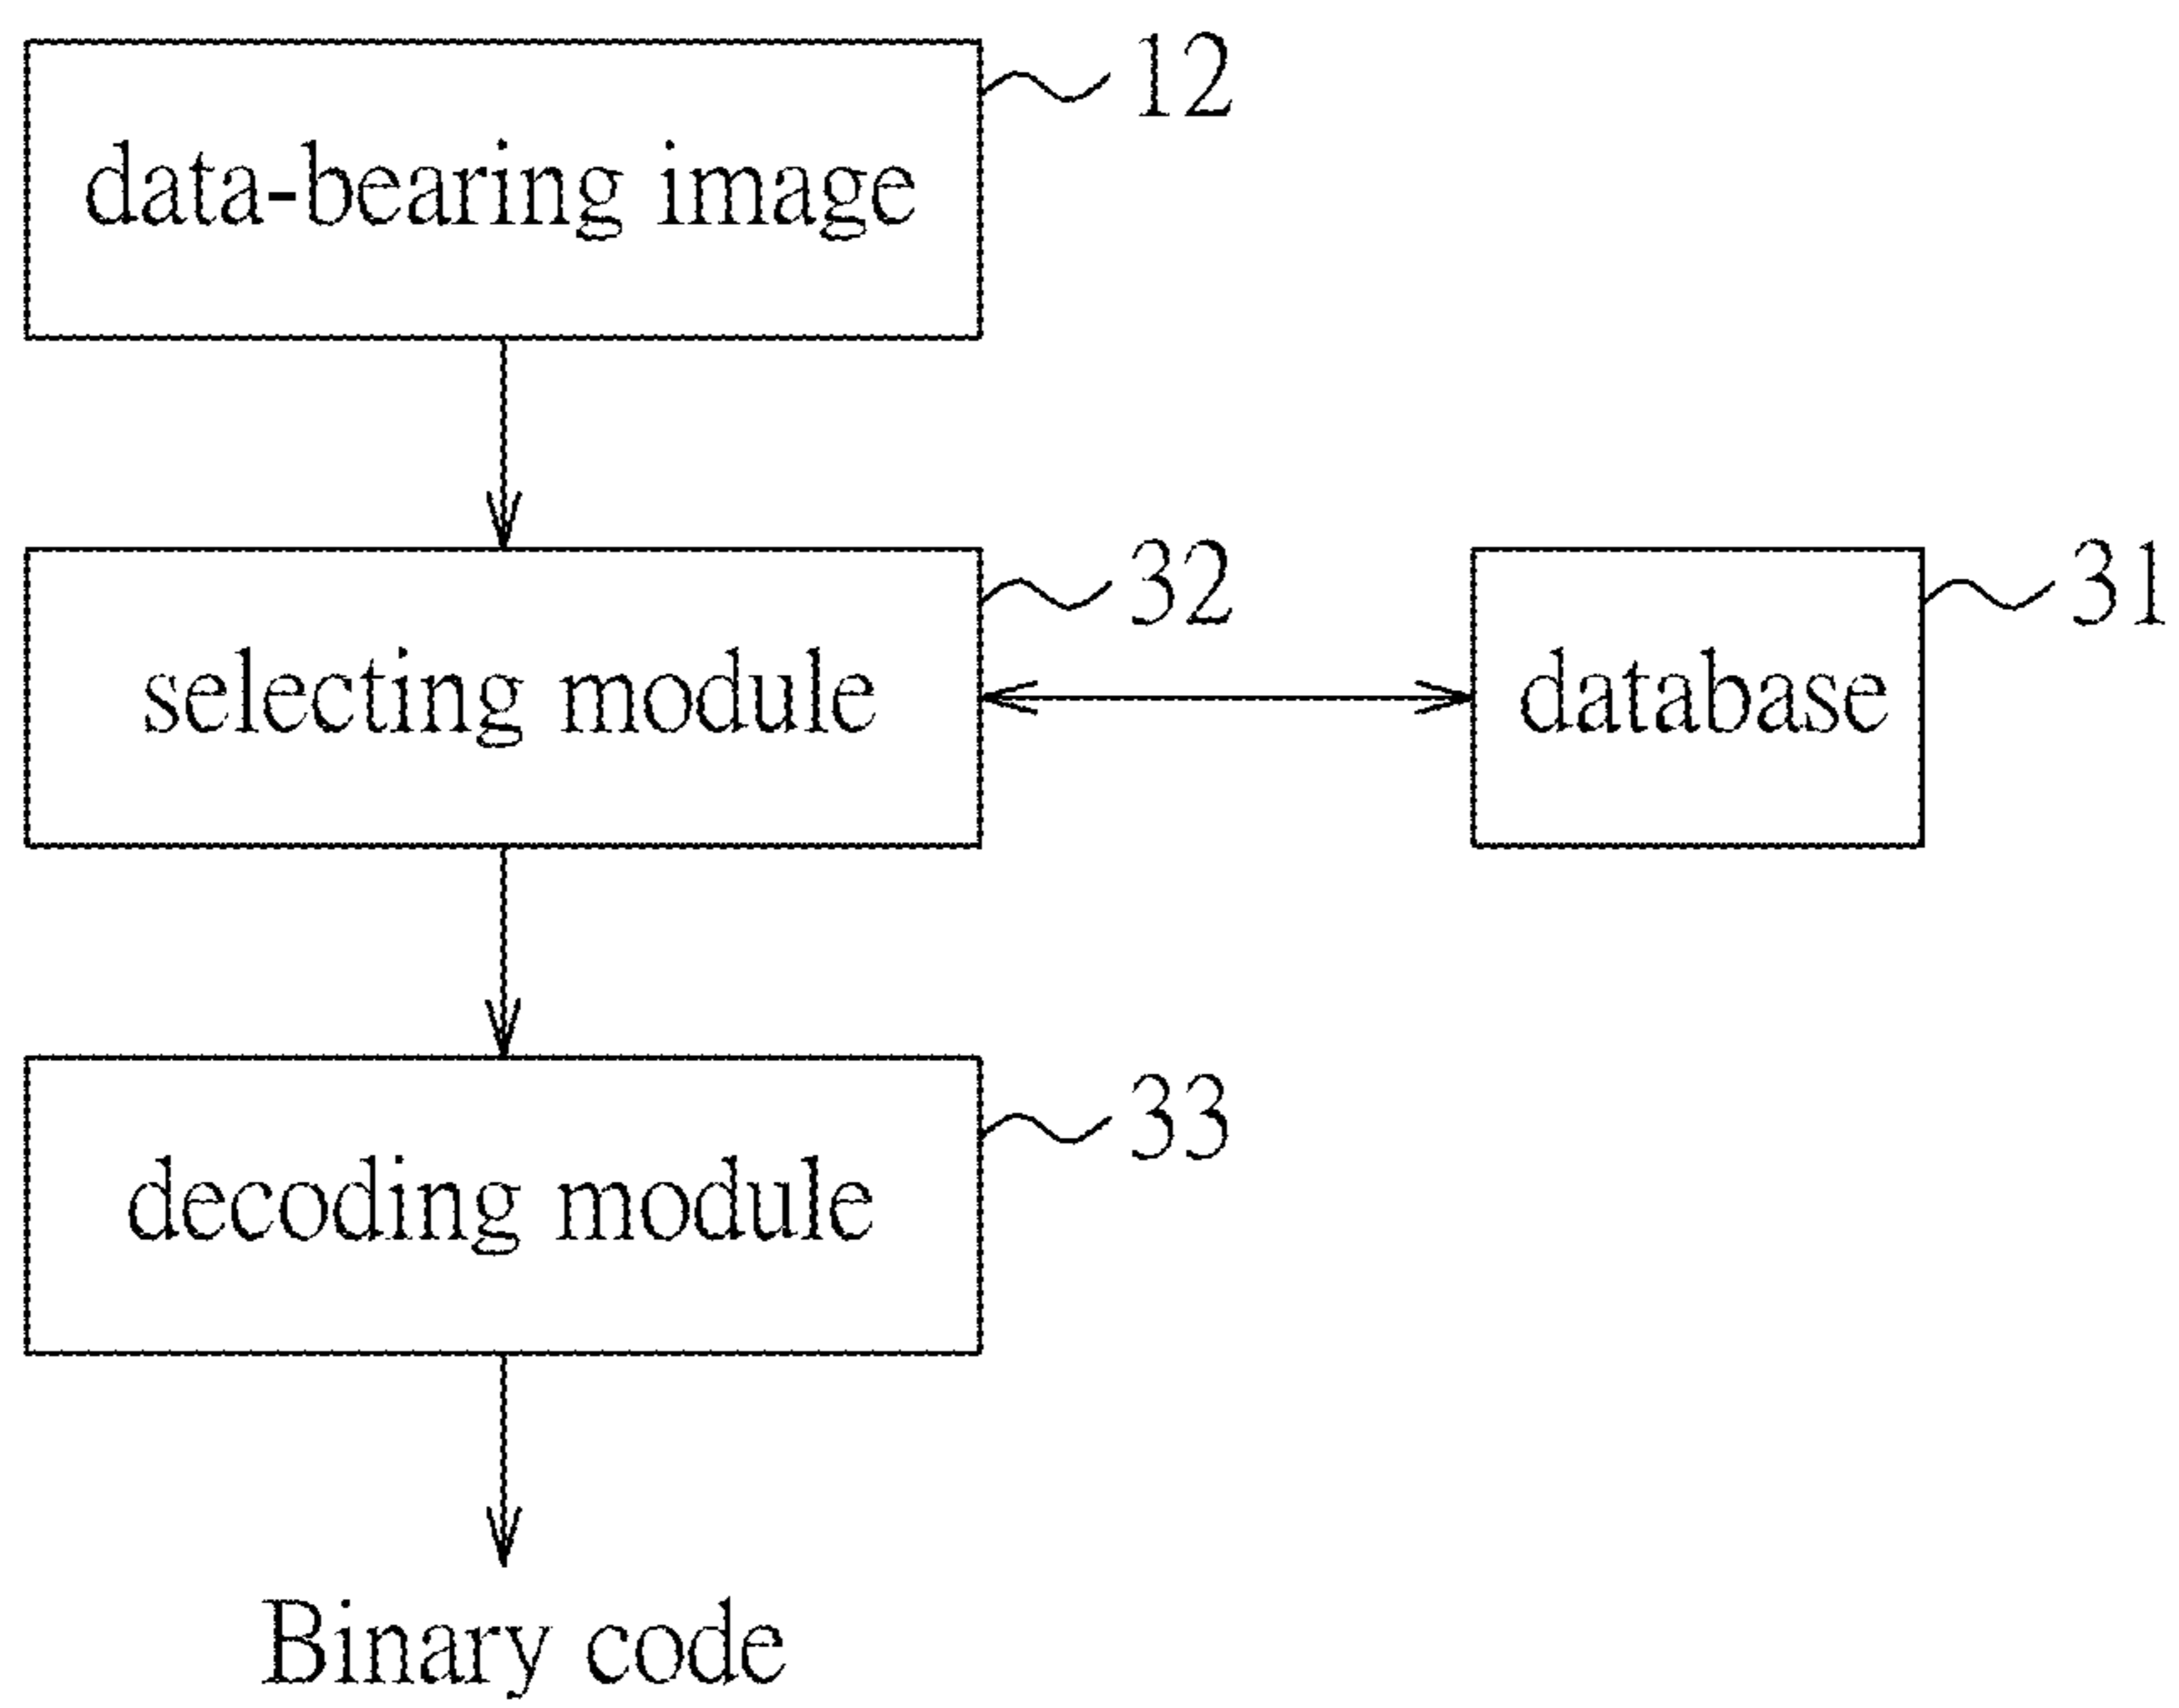 12
data-bearing image
32
31
selecting module
database
33
decoding module
Binary code